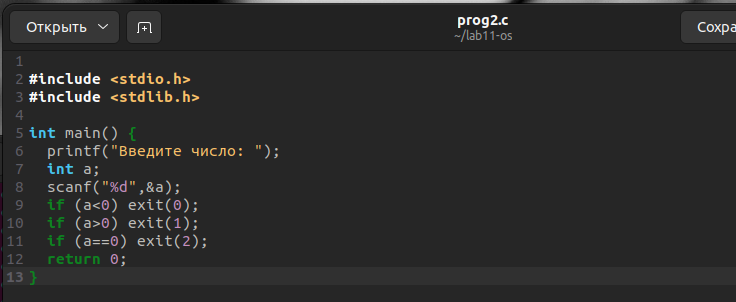 Открыть
prog2.c
~/lab11-os
Сохра
1
2 #include <stdio.h>
3 #include <stdlib.h>
4
5 int main() {
6   printf("Введите число: ");
7   int a;
8   scanf("%d",&a);
9   if (a<0) exit(0);
10   if (a>0) exit(1);
11   if (a==0) exit(2);
12   return 0;
13 }